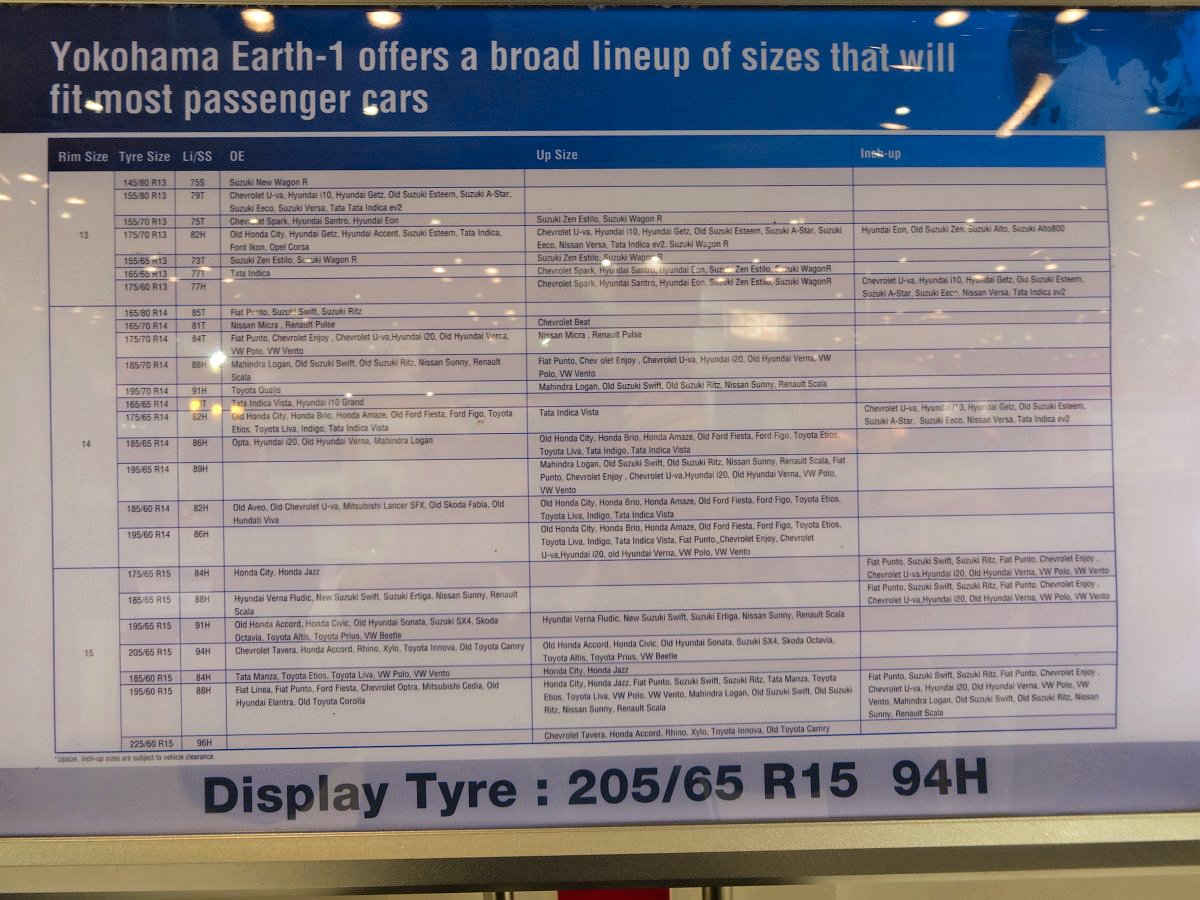 Yokohama Earth-1 offers a broad lineup of sizes that will
fit most passenger cars
Rim Size Tyre Size Li/SS OE Up Size Inch-up
145/80 R13 75S Suzuki New Wagon R
155/80 R13 79T Chevrolet U-va, Hyundai i10, Hyundai Getz, Old Suzuki Esteem, Suzuki A-Star,
Suzuki Eeco, Suzuki Versa, Tata Tata Indica ev2
155/70 R13 75T Chevrolet Spark, Hyundai Santro, Hyundai Eon Suzuki Zen Estilo, Suzuki Wagon R
13 175/70 R13 82H Old Honda City, Hyundai Getz, Hyundai Accent, Suzuki Esteem, Tata Indica, Chevrolet U-va, Hyundai i10, Hyundai Getz, Old Suzuki Esteem, Suzuki A-Star, Suzuki Hyundai Eon, Old Suzuki Zen, Suzuki Alto, Suzuki Alto800
Ford Ikon, Opel Corsa Eeco, Nissan Versa, Tata Indica ev2, Suzuki Wagon R
155/65 R13 73T Suzuki Zen Estilo, Suzuki Wagon R Suzuki Zen Estilo, Suzuki Wagon R
165/65 R13 77T Tata Indica Chevrolet Spark, Hyundai Santro, Hyundai Eon, Suzuki Zen Estilo, Suzuki WagonR
175/60 R13 77H Chevrolet Spark, Hyundai Santro, Hyundai Eon, Suzuki Zen Estilo, Suzuki WagonR Chevrolet U-va, Hyundai i10, Hyundai Getz, Old Suzuki Esteem,
Suzuki A-Star, Suzuki Eeco, Nissan Versa, Tata Indica ev2
165/80 R14 85T Fiat Punto, Suzuki Swift, Suzuki Ritz
165/70 R14 81T Nissan Micra , Renault Pulse Chevrolet Beat
175/70 R14 84T Fiat Punto, Chevrolet Enjoy , Chevrolet U-va,Hyundai i20, Old Hyundai Verna, Nissan Micra , Renault Pulse
VW Polo, VW Vento
185/70 R14 88H Mahindra Logan, Old Suzuki Swift, Old Suzuki Ritz, Nissan Sunny, Renault Fiat Punto, Chevrolet Enjoy , Chevrolet U-va, Hyundai i20, Old Hyundai Verna, VW
Scala Polo, VW Vento
195/70 R14 91H Toyota Qualis Mahindra Logan, Old Suzuki Swift, Old Suzuki Ritz, Nissan Sunny, Renault Scala
165/65 R14 Tata Indica Vista, Hyundai i10 Grand
175/65 R14 82H Old Honda City, Honda Brio, Honda Amaze, Old Ford Fiesta, Ford Figo, Toyota Tata Indica Vista Chevrolet U-va, Hyundai i10, Hyundai Getz, Old Suzuki Esteem,
Etios, Toyota Liva, Indigo, Tata Indica Vista Suzuki A-Star, Suzuki Eeco, Nissan Versa, Tata Indica ev2
14 185/65 R14 86H Opta, Hyundai i20, Old Hyundai Verna, Mahindra Logan Old Honda City, Honda Brio, Honda Amaze, Old Ford Fiesta, Ford Figo, Toyota Etios,
Toyota Liva, Tata Indigo, Tata Indica Vista
195/65 R14 89H Mahindra Logan, Old Suzuki Swift, Old Suzuki Ritz, Nissan Sunny, Renault Scala, Fiat
Punto, Chevrolet Enjoy , Chevrolet U-va,Hyundai i20, Old Hyundai Verna, VW Polo,
VW Vento
185/60 R14 82H Old Aveo, Old Chevrolet U-va, Mitsubishi Lancer SFX, Old Skoda Fabia, Old Old Honda City, Honda Brio, Honda Amaze, Old Ford Fiesta, Ford Figo, Toyota Etios,
Hundati Viva Toyota Liva, Indigo, Tata Indica Vista
195/60 R14 86H Old Honda City, Honda Brio, Honda Amaze, Old Ford Fiesta, Ford Figo, Toyota Etios,
Toyota Liva, Indigo, Tata Indica Vista, Fiat Punto, Chevrolet Enjoy, Chevrolet
U-va,Hyundai i20, old Hyundai Verna, VW Polo, VW Vento
175/65 R15 84H Honda City, Honda Jazz Fiat Punto, Suzuki Swift, Suzuki Ritz, Fiat Punto, Chevrolet Enjoy ,
Chevrolet U-va,Hyundai i20, Old Hyundai Verna, VW Polo, VW Vento
185/65 R15 88H Hyundai Verna Fludic, New Suzuki Swift, Suzuki Ertiga, Nissan Sunny, Renault Fiat Punto, Suzuki Swift, Suzuki Ritz, Fiat Punto, Chevrolet Enjoy ,
Scala Chevrolet U-va,Hyundai i20, Old Hyundai Verna, VW Polo, VW Vento
195/65 R15 91H Old Honda Accord, Honda Civic, Old Hyundai Sonata, Suzuki SX4, Skoda Hyundai Verna Fludic, New Suzuki Swift, Suzuki Ertiga, Nissan Sunny, Renault Scala
Octavia, Toyota Altis, Toyota Prius, VW Beetle
15 205/65 R15 94H Chevrolet Tavera, Honda Accord, Rhino, Xylo, Toyota Innova, Old Toyota Camry Old Honda Accord, Honda Civic, Old Hyundai Sonata, Suzuki SX4, Skoda Octavia,
Toyota Altis, Toyota Prius, VW Beetle
185/60 R15 84H Tata Manza, Toyota Etios, Toyota Liva, VW Polo, VW Vento Honda City, Honda Jazz
195/60 R15 88H Fiat Linea, Fiat Punto, Ford Fiesta, Chevrolet Optra, Mitsubishi Cedia, Old Honda City, Honda Jazz, Fiat Punto, Suzuki Swift, Suzuki Ritz, Tata Manza, Toyota Fiat Punto, Suzuki Swift, Suzuki Ritz, Fiat Punto, Chevrolet Enjoy ,
Hyundai Elantra, Old Toyota Corolla Etios, Toyota Liva, VW Polo, VW Vento, Mahindra Logan, Old Suzuki Swift, Old Suzuki Chevrolet U-va, Hyundai i20, Old Hyundai Verna, VW Polo, VW
Ritz, Nissan Sunny, Renault Scala Vento, Mahindra Logan, Old Suzuki Swift, Old Suzuki Ritz, Nissan
Sunny, Renault Scala
225/60 R15 96H Chevrolet Tavera, Honda Accord, Rhino, Xylo, Toyota Innova, Old Toyota Camry
*Upsize, Inch-up sizes are subject to vehicle clearance.
Display Tyre : 205/65 R15 94H